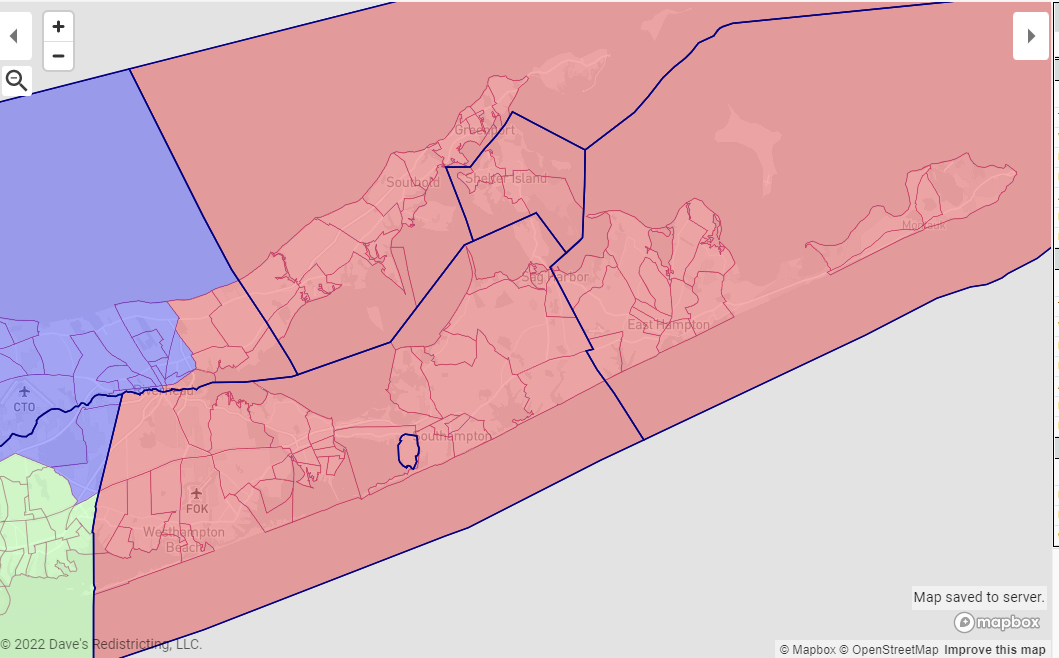 +
−
Greenport
Southold
Shelter Island
Montauk
Sag Harbor
East Hampton
Riverhead
CTO
Southampton
FOK
Westhampton
Beach
Map saved to server.
mapbox
© 2022 Dave's Redistricting, LLC.
© Mapbox © OpenStreetMap Improve this map